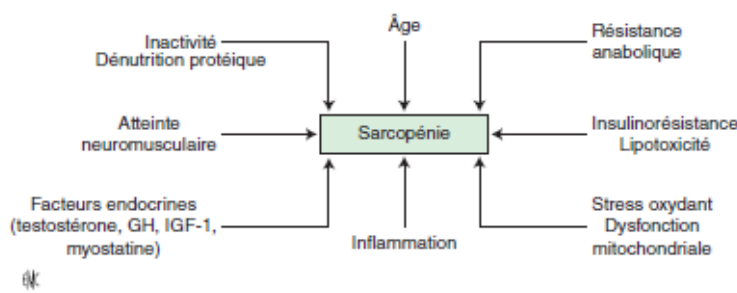 Âge
Inactivité
Dénutrition protéique
Résistance
anabolique
Atteinte
neuromusculaire
Sarcopénie
Insulinorésistance
Lipotoxicité
Facteurs endocrines
(testostérone, GH, IGF-1,
myostatine)
Inflammation
Stress oxydant
Dysfonction
mitochondriale
EMC